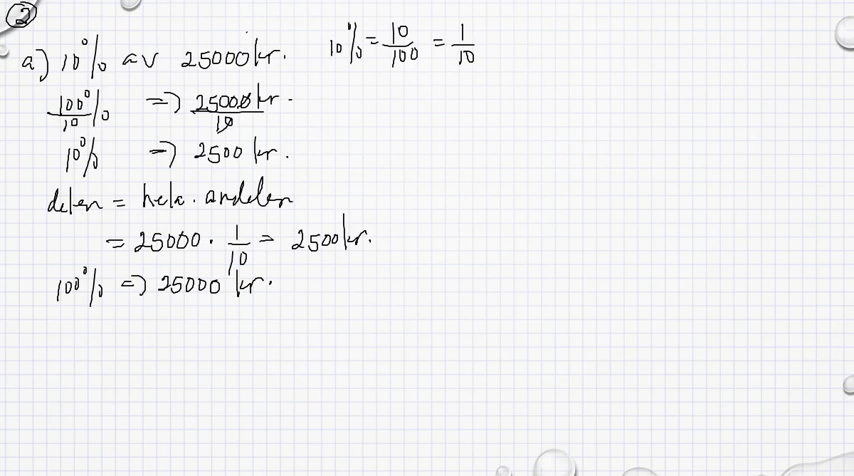 2
a) 10% av 25000 kr. 10% = 10/100 = 1/10
100%/10 => 25000 kr./10
10% => 2500 kr.
delen = hela · andelen
= 25000 · 1/10 = 2500 kr.
100% => 25000 kr.